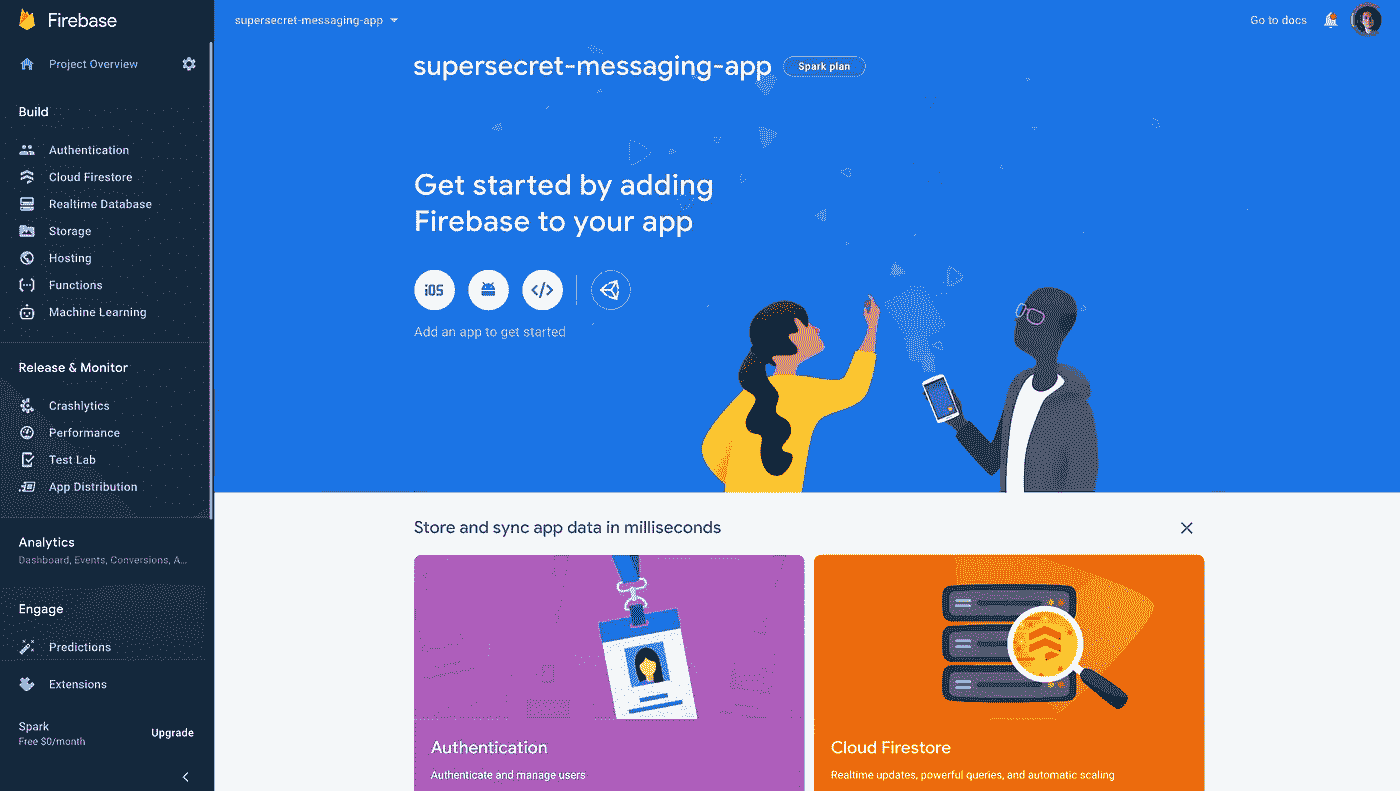 Firebase
Project Overview
Build
Authentication
Cloud Firestore
Realtime Database
Storage
Hosting
Functions
Machine Learning
Release & Monitor
Crashlytics
Performance
Test Lab
App Distribution
Analytics
Dashboard, Events, Conversions, A...
Engage
Predictions
Extensions
Spark
Free $0/month
Upgrade
supersecret-messaging-app
Go to docs
supersecret-messaging-app
Spark plan
Get started by adding
Firebase to your app
iOS
Add an app to get started
Store and sync app data in milliseconds
Authentication
Authenticate and manage users
Cloud Firestore
Realtime updates, powerful queries, and automatic scaling